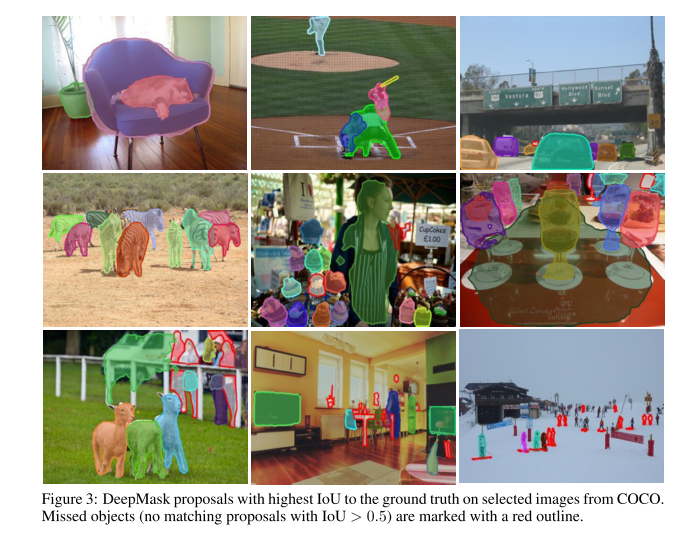 Ventura
Hollywood
Blvd
Sunset
Blvd
I
CupCakes
£1.00
Figure 3: DeepMask proposals with highest IoU to the ground truth on selected images from COCO.
Missed objects (no matching proposals with IoU > 0.5) are marked with a red outline.